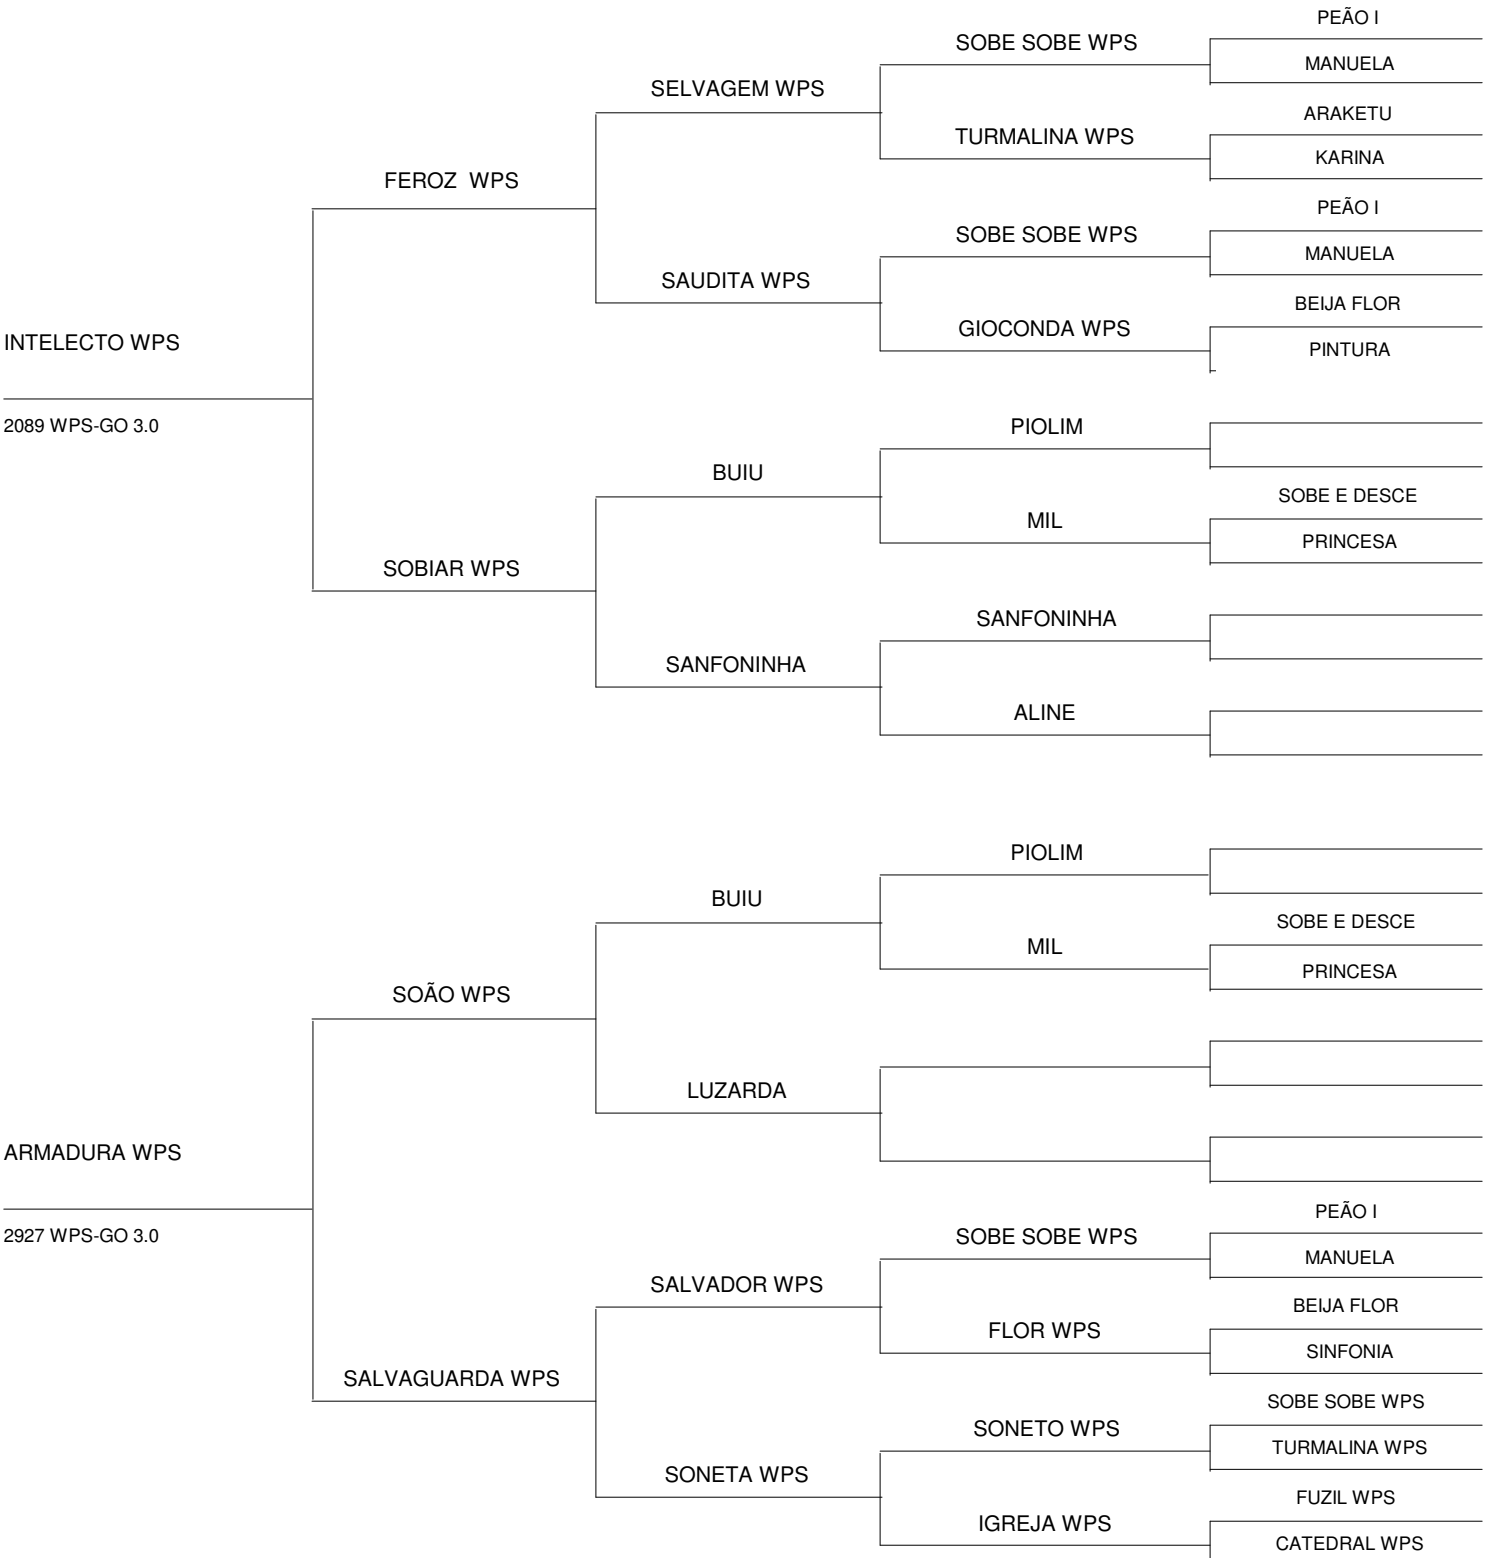 PEÃO I
SOBE SOBE WPS
MANUELA
SELVAGEM WPS
ARAKETU
TURMALINA WPS
KARINA
FEROZ  WPS
PEÃO I
SOBE SOBE WPS
MANUELA
SAUDITA WPS
BEIJA FLOR
GIOCONDA WPS
INTELECTO WPS
PINTURA
2089 WPS-GO 3.0
PIOLIM
BUIU
SOBE E DESCE
MIL
PRINCESA
SOBIAR WPS
SANFONINHA
SANFONINHA
ALINE
PIOLIM
BUIU
SOBE E DESCE
MIL
PRINCESA
SOÃO WPS
LUZARDA
ARMADURA WPS
PEÃO I
2927 WPS-GO 3.0
SOBE SOBE WPS
MANUELA
SALVADOR WPS
BEIJA FLOR
FLOR WPS
SINFONIA
SALVAGUARDA WPS
SOBE SOBE WPS
SONETO WPS
TURMALINA WPS
SONETA WPS
FUZIL WPS
IGREJA WPS
CATEDRAL WPS